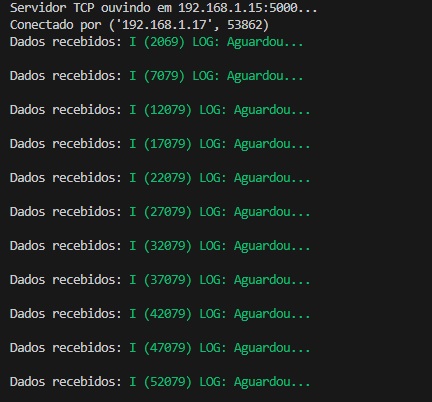 Servidor TCP ouvindo em 192.168.1.15:5000...
Conectado por ('192.168.1.17', 53862)
Dados recebidos: I (2069) LOG: Aguardou...
Dados recebidos: I (7079) LOG: Aguardou...
Dados recebidos: I (12079) LOG: Aguardou...
Dados recebidos: I (17079) LOG: Aguardou...
Dados recebidos: I (22079) LOG: Aguardou...
Dados recebidos: I (27079) LOG: Aguardou...
Dados recebidos: I (32079) LOG: Aguardou...
Dados recebidos: I (37079) LOG: Aguardou...
Dados recebidos: I (42079) LOG: Aguardou...
Dados recebidos: I (47079) LOG: Aguardou...
Dados recebidos: I (52079) LOG: Aguardou...